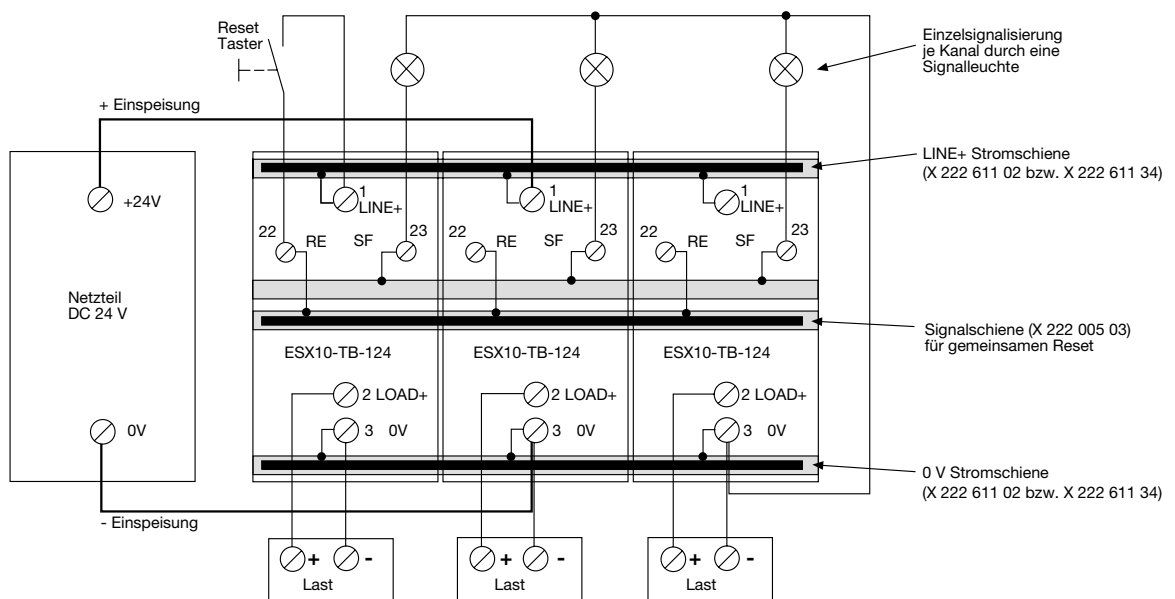 Reset
Taster
Einzelsignalisierung
je Kanal durch eine
Signalleuchte
+ Einspeisung
+24V
1
LINE+
1
LINE+
1
LINE+
LINE+ Stromschiene
(X 222 611 02 bzw. X 222 611 34)
22 RE SF 23
22 RE SF 23
22 RE SF 23
Netzteil
DC 24 V
Signalschiene (X 222 005 03)
für gemeinsamen Reset
ESX10-TB-124
ESX10-TB-124
ESX10-TB-124
2 LOAD+
2 LOAD+
2 LOAD+
0V
3 0V
3 0V
3 0V
0 V Stromschiene
(X 222 611 02 bzw. X 222 611 34)
- Einspeisung
+ -
Last
+ -
Last
+ -
Last